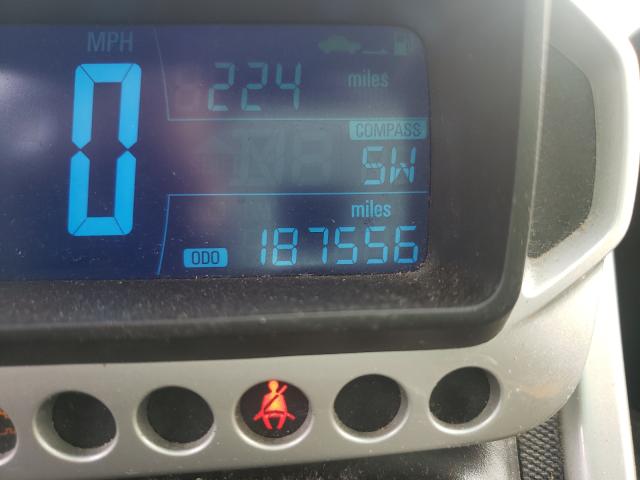 MPH
0
224 miles
COMPASS
SW
miles
ODO 187556